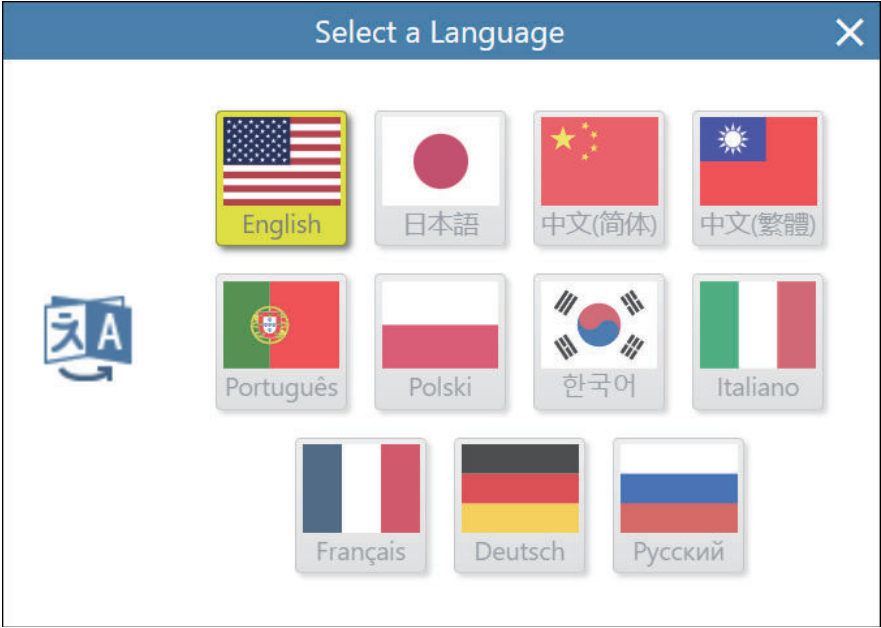 Select a Language
English
日本語
中文(简体)
中文(繁體)
Português
Polski
한국어
Italiano
Français
Deutsch
Русский